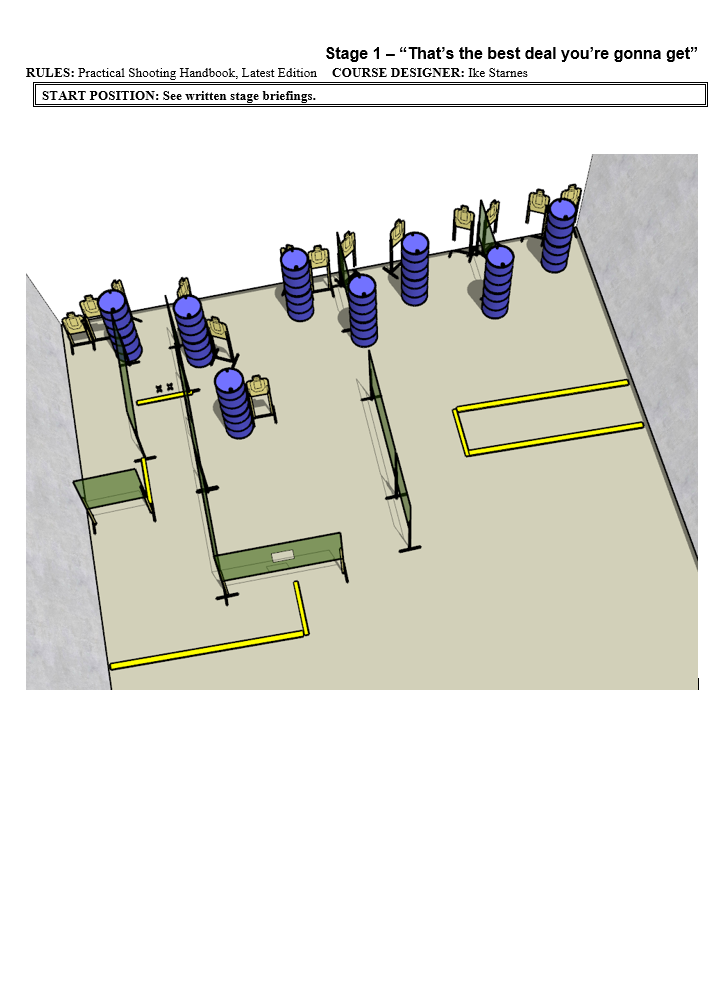 Stage 1 – “That’s the best deal you’re gonna get”
RULES: Practical Shooting Handbook, Latest Edition COURSE DESIGNER: Ike Starnes
START POSITION: See written stage briefings.